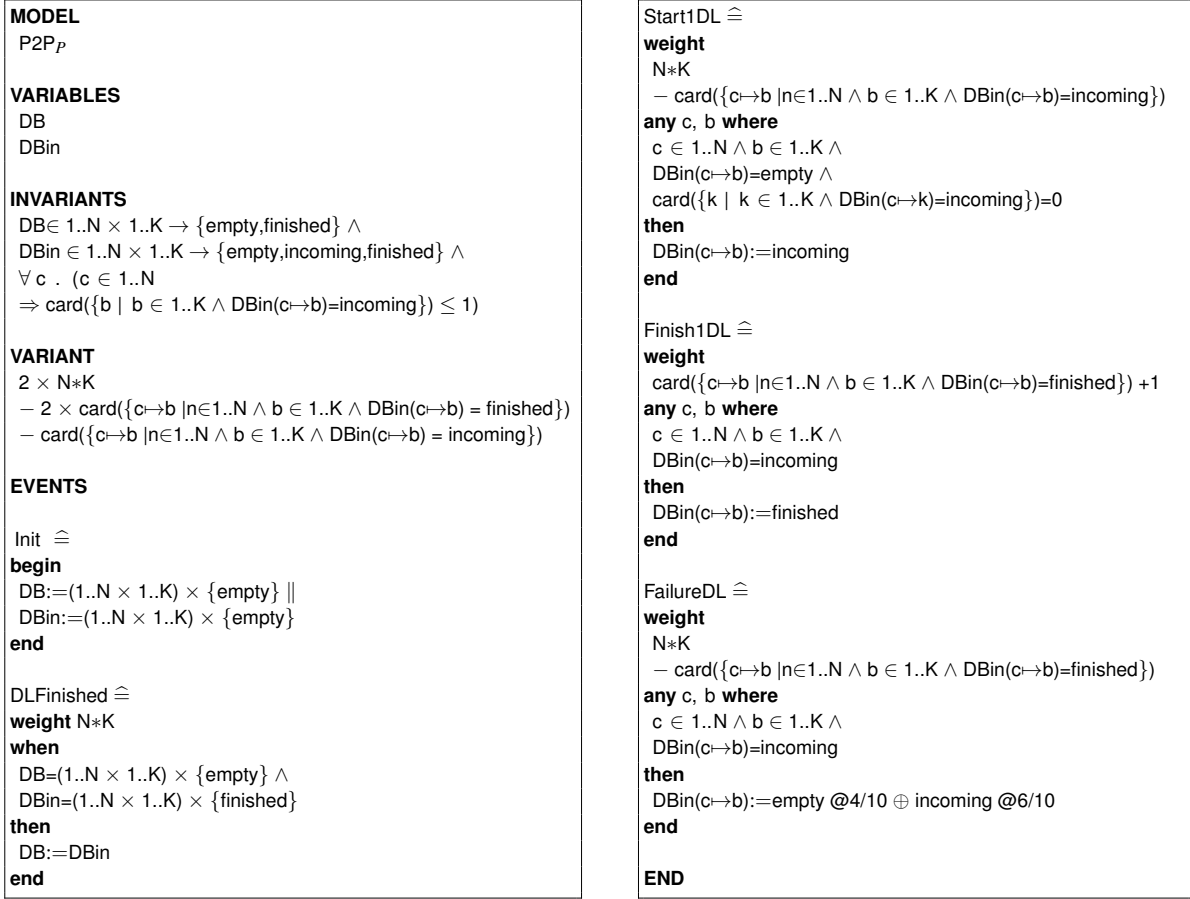 MODEL
P2P_P
VARIABLES
DB
DBin
INVARIANTS
DB∈ 1..N × 1..K → {empty,finished} ∧
DBin ∈ 1..N × 1..K → {empty,incoming,finished} ∧
∀ c . (c ∈ 1..N
⇒ card({b | b ∈ 1..K ∧ DBin(c↦b)=incoming}) ≤ 1)
VARIANT
2 × N∗K
− 2 × card({c↦b |n∈1..N ∧ b ∈ 1..K ∧ DBin(c↦b) = finished})
− card({c↦b |n∈1..N ∧ b ∈ 1..K ∧ DBin(c↦b) = incoming})
EVENTS
Init ≙
begin
DB:=(1..N × 1..K) × {empty} ∥
DBin:=(1..N × 1..K) × {empty}
end
DLFinished ≙
weight N∗K
when
DB=(1..N × 1..K) × {empty} ∧
DBin=(1..N × 1..K) × {finished}
then
DB:=DBin
end
Start1DL ≙
weight
N∗K
− card({c↦b |n∈1..N ∧ b ∈ 1..K ∧ DBin(c↦b)=incoming})
any c, b where
c ∈ 1..N ∧ b ∈ 1..K ∧
DBin(c↦b)=empty ∧
card({k | k ∈ 1..K ∧ DBin(c↦k)=incoming})=0
then
DBin(c↦b):=incoming
end
Finish1DL ≙
weight
card({c↦b |n∈1..N ∧ b ∈ 1..K ∧ DBin(c↦b)=finished}) +1
any c, b where
c ∈ 1..N ∧ b ∈ 1..K ∧
DBin(c↦b)=incoming
then
DBin(c↦b):=finished
end
FailureDL ≙
weight
N∗K
− card({c↦b |n∈1..N ∧ b ∈ 1..K ∧ DBin(c↦b)=finished})
any c, b where
c ∈ 1..N ∧ b ∈ 1..K ∧
DBin(c↦b)=incoming
then
DBin(c↦b):=empty @4/10 ⊕ incoming @6/10
end
END